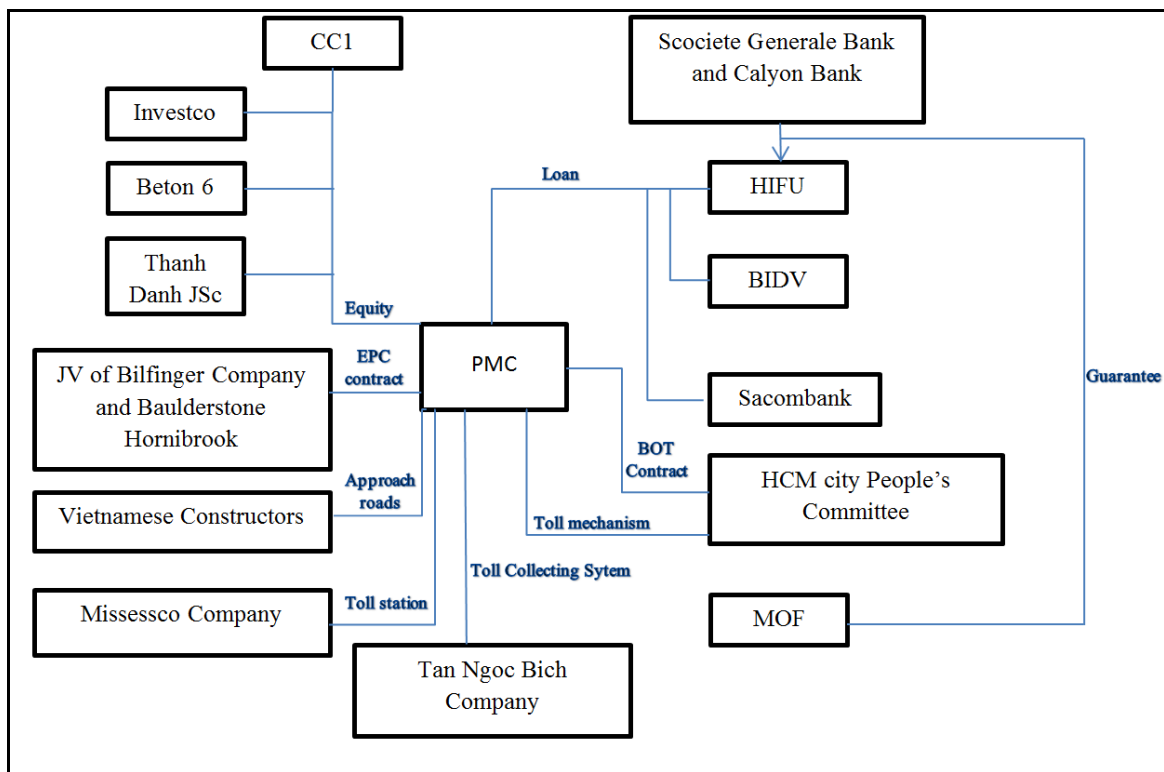 CC1
Scociete Generale Bank
and Calyon Bank
Investco
Beton 6
Thanh
Danh JSc
Loan
HIFU
BIDV
Equity
PMC
EPC
contract
JV of Bilfinger Company
and Baulderstone
Hornibrook
Guarantee
Sacombank
BOT
Contract
Approach
roads
HCM city People’s
Committee
Vietnamese Constructors
Toll mechanism
Toll Collecting Sytem
Missessco Company
Toll station
MOF
Tan Ngoc Bich
Company